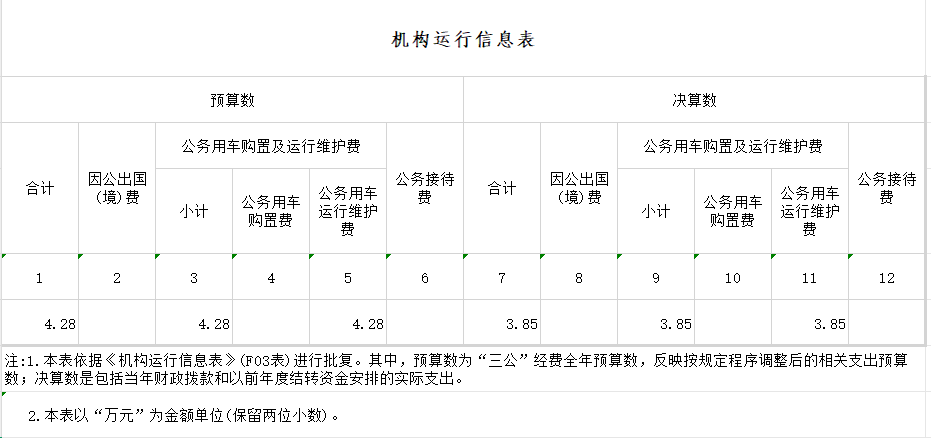 机构运行信息表
预算数
决算数
合计
因公出国
(境)费
公务用车购置及运行维护费
小计
公务用车
购置费
公务用车
运行维护
费
公务接待
费
合计
因公出国
(境)费
公务用车购置及运行维护费
小计
公务用车
购置费
公务用车
运行维护
费
公务接待
费
1 2 3 4 5 6 7 8 9 10 11 12
4.28 4.28 4.28 3.85 3.85 3.85
注:1.本表依据《机构运行信息表》(F03表)进行批复。其中，预算数为“三公”经费全年预算数，反映按规定程序调整后的相关支出预算
数；决算数是包括当年财政拨款和以前年度结转资金安排的实际支出。
2.本表以“万元”为金额单位(保留两位小数)。